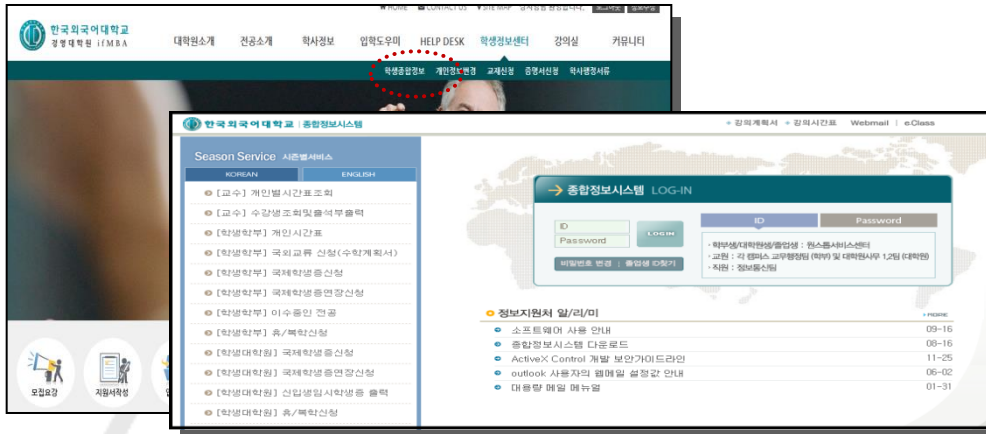 HOME CONTACT US SITE MAP 로그아웃 정보수정
한국외국어대학교
경영대학원 ifMBA
대학원소개 전공소개 학사정보 입학도우미 HELP DESK 학생정보센터 강의실 커뮤니티
학생종합정보 개인정보변경 교재신청 증명서신청 학사행정서류
모집요강 지원서작성
한국외국어대학교 종합정보시스템
강의계획서 강의시간표 Webmail | e.Class
Season Service 시즌별서비스
KOREAN ENGLISH
[교수] 개인별시간표조회
[교수] 수강생조회및출석부출력
[학생학부] 개인시간표
[학생학부] 국외교류 신청(수학계획서)
[학생학부] 국제학생증신청
[학생학부] 국제학생증연장신청
[학생학부] 이수중인 전공
[학생학부] 휴/복학신청
[학생대학원] 국제학생증신청
[학생대학원] 국제학생증연장신청
[학생대학원] 신입생임시학생증 출력
[학생대학원] 휴/복학신청
종합정보시스템 LOG-IN
ID
Password
LOGIN
비밀번호 변경 | 졸업생 ID찾기
ID Password
학부생/대학원생/졸업생 : 원스톱서비스센터
교원 : 각 캠퍼스 교무행정팀 (학부) 및 대학원사무 1,2팀 (대학원)
직원 : 정보통신팀
정보지원처 알/리/미
MORE
소프트웨어 사용 안내 09-16
종합정보시스템 다운로드 08-16
ActiveX Control 개발 보안가이드라인 11-25
outlook 사용자의 웹메일 설정값 안내 06-02
대용량 메일 메뉴얼 01-31